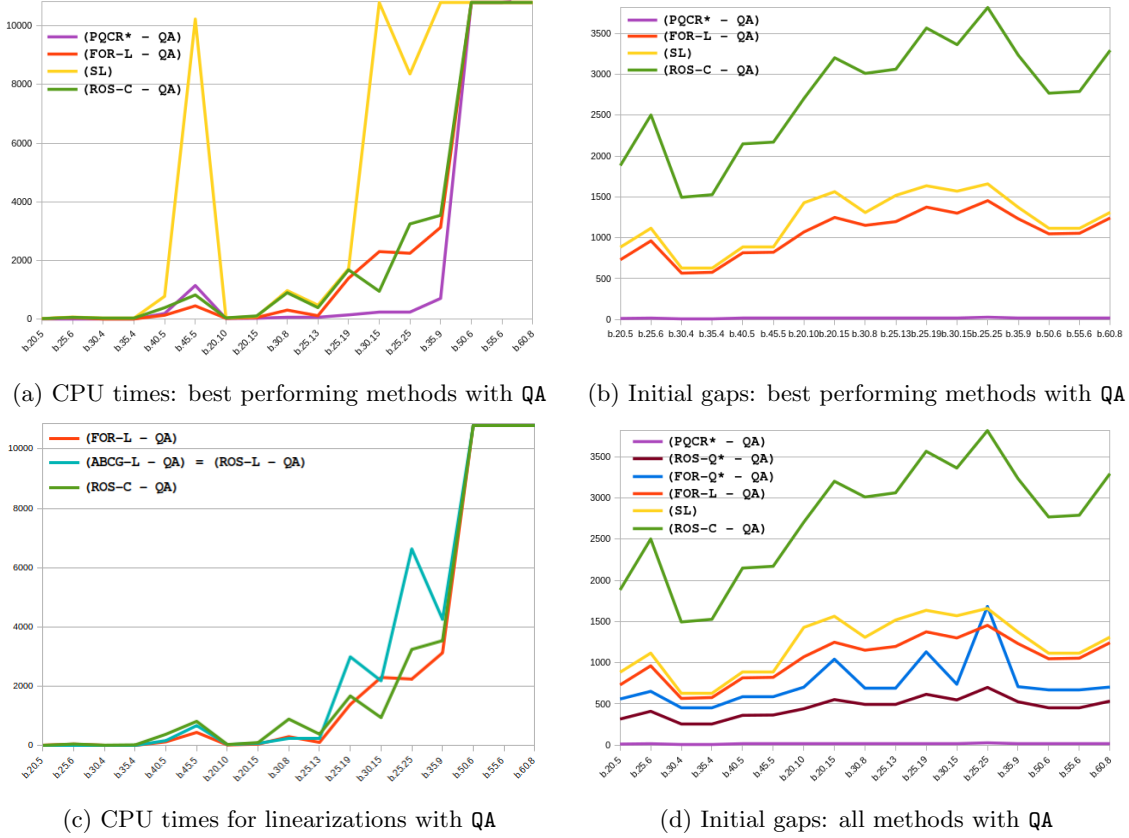 10000
8000
6000
4000
2000
0
(PQCR* – QA)
(FOR-L – QA)
(SL)
(ROS-C – QA)
b.20.5 b.25.6 b.30.4 b.35.4 b.40.5 b.45.5 b.20.10 b.20.15 b.30.8 b.25.13 b.25.19 b.30.15 b.25.25 b.35.9 b.50.6 b.55.6 b.60.8
(a) CPU times: best performing methods with QA
3500
3000
2500
2000
1500
1000
500
0
(PQCR* – QA)
(FOR-L – QA)
(SL)
(ROS-C – QA)
b.20.5 b.25.6 b.30.4 b.35.4 b.40.5 b.45.5 b.20.10 b.20.15 b.30.8 b.25.13 b.25.19 b.30.15 b.25.25 b.35.9 b.50.6 b.55.6 b.60.8
(b) Initial gaps: best performing methods with QA
10000
8000
6000
4000
2000
0
(FOR-L – QA)
(ABCG-L – QA) = (ROS-L – QA)
(ROS-C – QA)
b.20.5 b.25.6 b.30.4 b.35.4 b.40.5 b.45.5 b.20.10 b.20.15 b.30.8 b.25.13 b.25.19 b.30.15 b.25.25 b.35.9 b.50.6 b.55.6 b.60.8
(c) CPU times for linearizations with QA
3500
3000
2500
2000
1500
1000
500
0
(PQCR* – QA)
(ROS-Q* – QA)
(FOR-Q* – QA)
(FOR-L – QA)
(SL)
(ROS-C – QA)
b.20.5 b.25.6 b.30.4 b.35.4 b.40.5 b.45.5 b.20.10 b.20.15 b.30.8 b.25.13 b.25.19 b.30.15 b.25.25 b.35.9 b.50.6 b.55.6 b.60.8
(d) Initial gaps: all methods with QA